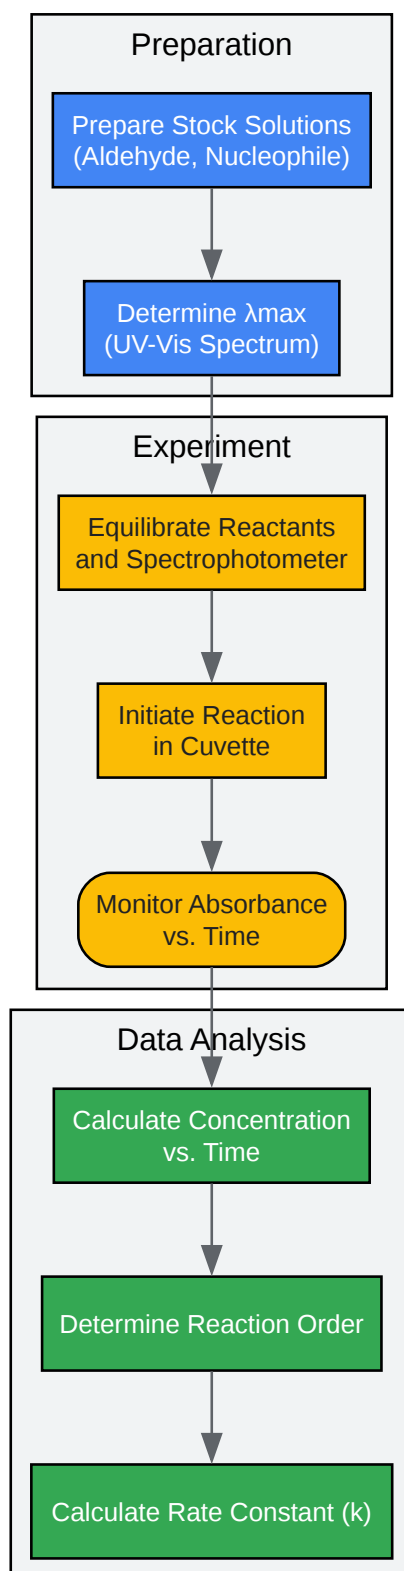 Preparation
Prepare Stock Solutions
(Aldehyde, Nucleophile)
Determine λmax
(UV-Vis Spectrum)
Experiment
Equilibrate Reactants
and Spectrophotometer
Initiate Reaction
in Cuvette
Monitor Absorbance
vs. Time
Data Analysis
Calculate Concentration
vs. Time
Determine Reaction Order
Calculate Rate Constant (k)